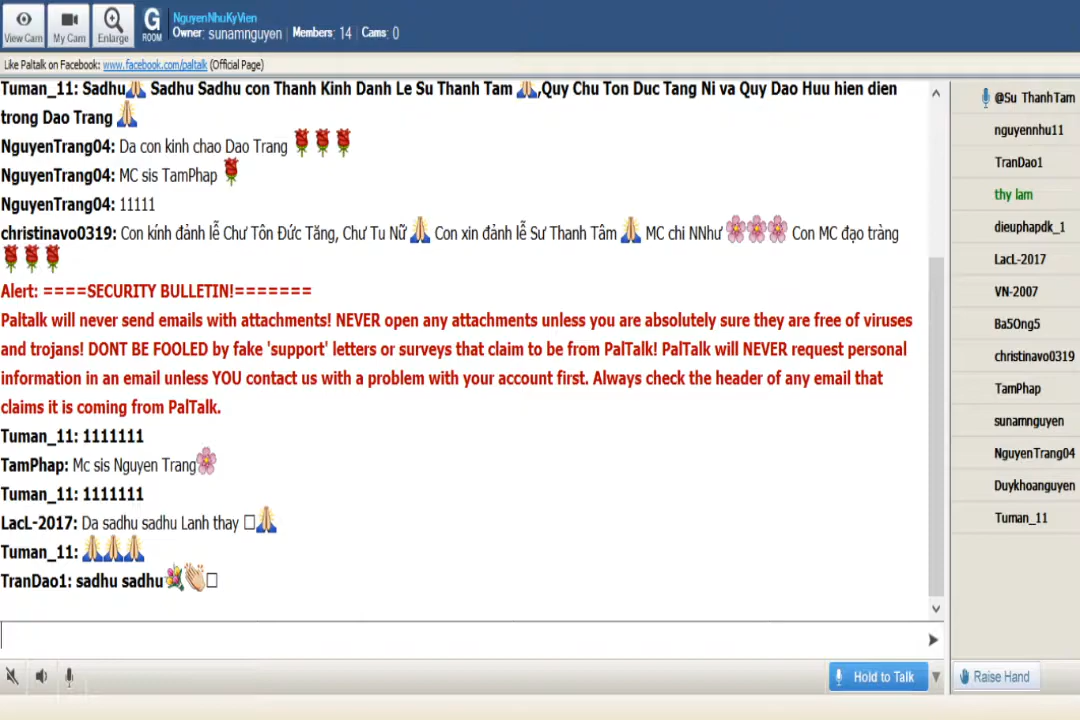 View Cam
My Cam
Enlarge
G
ROOM
NguyenNhuKyVien
Owner: sunamnguyen | Members: 14 | Cams: 0
Like Paltalk on Facebook: www.facebook.com/paltalk (Official Page)
Tuman_11: Sadhu🙏 Sadhu Sadhu con Thanh Kinh Danh Le Su Thanh Tam 🙏,Quy Chu Ton Duc Tang Ni va Quy Dao Huu hien dien
trong Dao Trang 🙏
NguyenTrang04: Da con kinh chao Dao Trang 🌹🌹🌹
NguyenTrang04: MC sis TamPhap 🌹
NguyenTrang04: 11111
christinavo0319: Con kính đảnh lễ Chư Tôn Đức Tăng, Chư Tu Nữ 🙏 Con xin đảnh lễ Sư Thanh Tâm 🙏 MC chi NNhư 🌸🌸🌸 Con MC đạo tràng
🌹🌹🌹
Alert: ====SECURITY BULLETIN!=======
Paltalk will never send emails with attachments! NEVER open any attachments unless you are absolutely sure they are free of viruses
and trojans! DONT BE FOOLED by fake 'support' letters or surveys that claim to be from PalTalk! PalTalk will NEVER request personal
information in an email unless YOU contact us with a problem with your account first. Always check the header of any email that
claims it is coming from PalTalk.
Tuman_11: 1111111
TamPhap: Mc sis Nguyen Trang🌸
Tuman_11: 1111111
LacL-2017: Da sadhu sadhu Lanh thay □🙏
Tuman_11: 🙏🙏🙏
TranDao1: sadhu sadhu💐👏□
Hold to Talk
@Su ThanhTam
nguyennhu11
TranDao1
thy lam
dieuphapdk_1
LacL-2017
VN-2007
Ba5Ong5
christinavo0319
TamPhap
sunamnguyen
NguyenTrang04
Duykhoanguyen
Tuman_11
Raise Hand